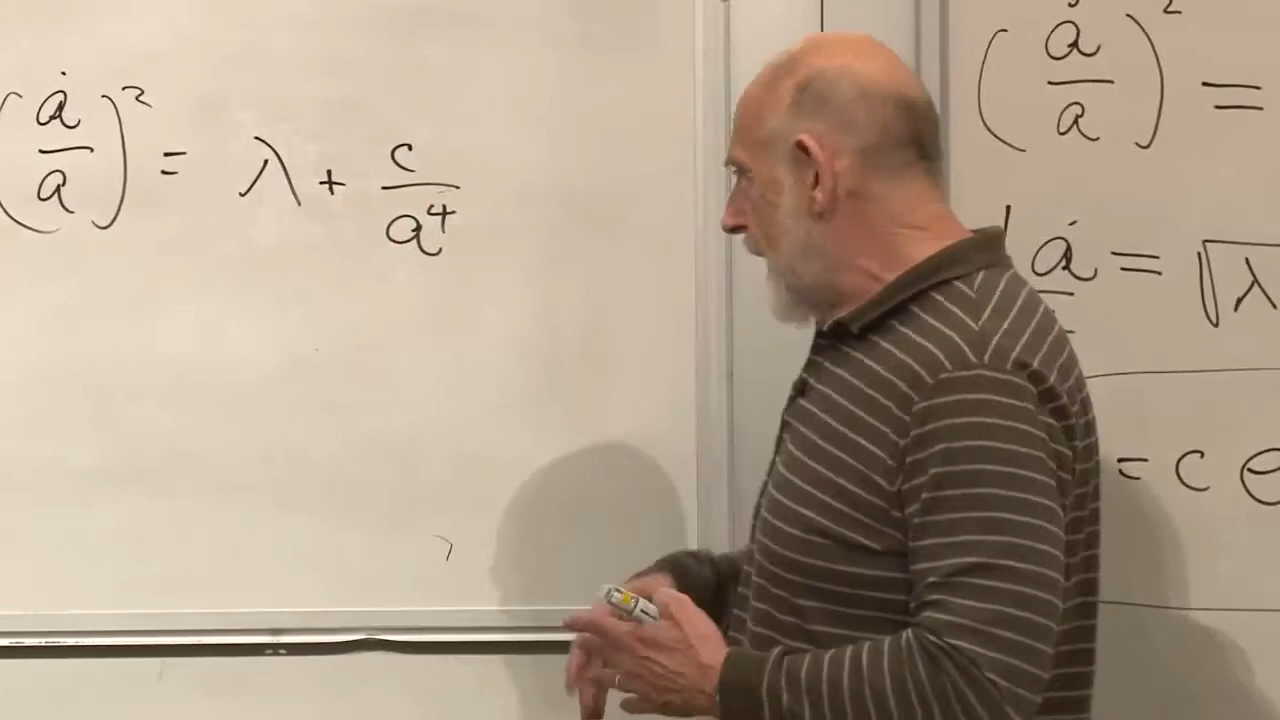 (ȧ/a)² = λ + c/a⁴
(ȧ/a)² =
ȧ = √λ
= c e